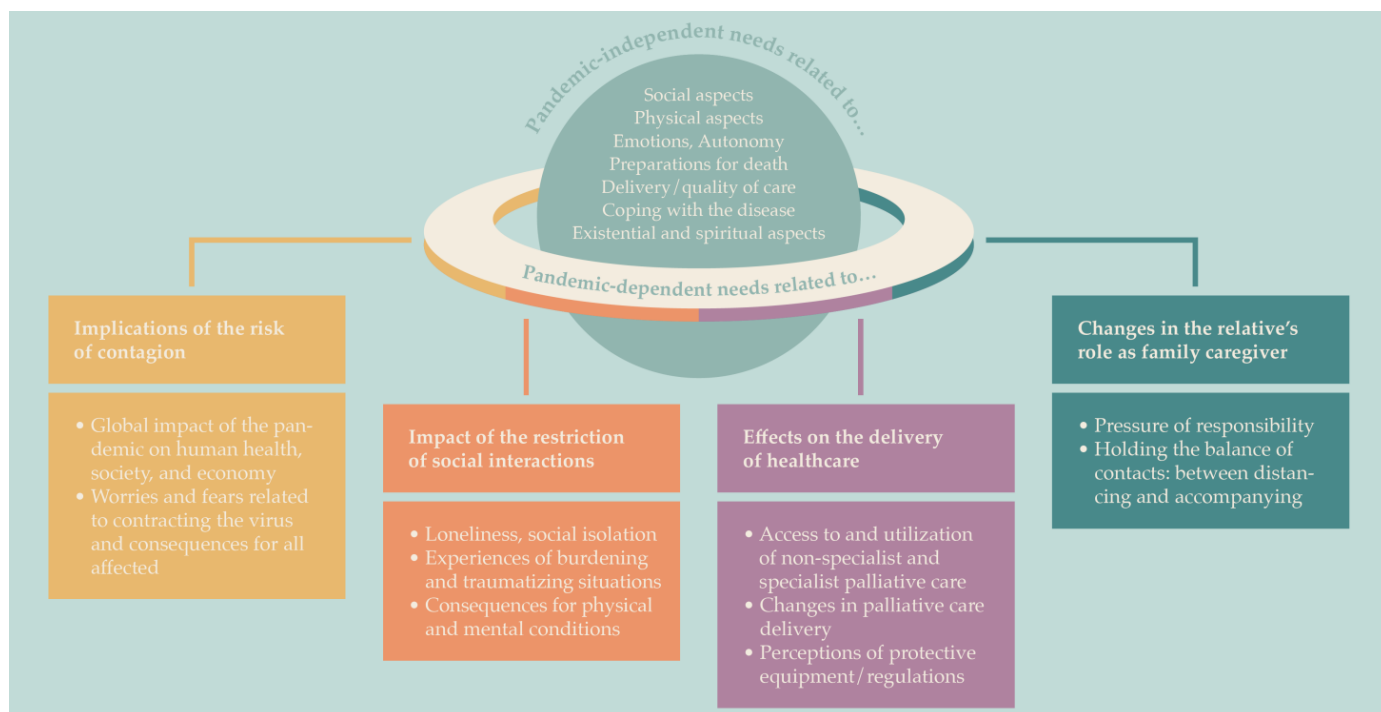 Pandemic-independent needs related to...
Social aspects
Physical aspects
Emotions, Autonomy
Preparations for death
Delivery/quality of care
Coping with the disease
Existential and spiritual aspects
Pandemic-dependent needs related to...
Implications of the risk
of contagion
• Global impact of the pan-
demic on human health,
society, and economy
• Worries and fears related
to contracting the virus
and consequences for all
affected
Impact of the restriction
of social interactions
• Loneliness, social isolation
• Experiences of burdening
and traumatizing situations
• Consequences for physical
and mental conditions
Effects on the delivery
of healthcare
• Access to and utilization
of non-specialist and
specialist palliative care
• Changes in palliative care
delivery
• Perceptions of protective
equipment/regulations
Changes in the relative’s
role as family caregiver
• Pressure of responsibility
• Holding the balance of
contacts: between distan-
cing and accompanying